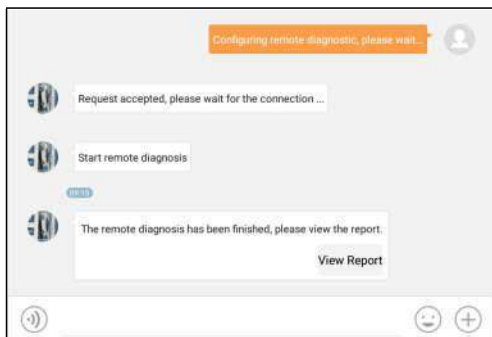 Configuring remote diagnostic, please wait...
Request accepted, please wait for the connection ...
Start remote diagnosis
The remote diagnosis has been finished, please view the report.
View Report